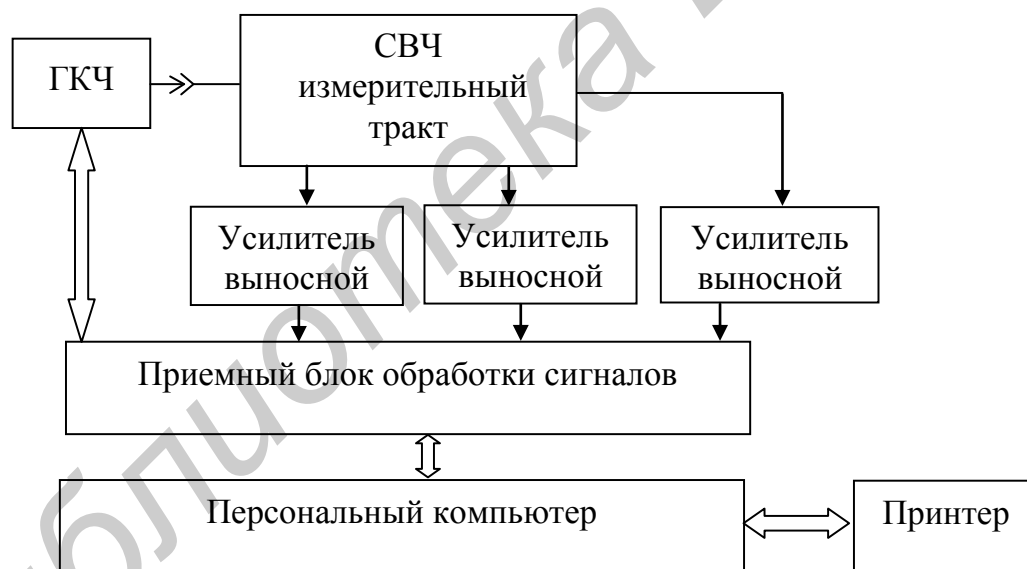 ГКЧ
СВЧ
измерительный
тракт
Усилитель
выносной
Усилитель
выносной
Усилитель
выносной
Приемный блок обработки сигналов
Персональный компьютер
Принтер